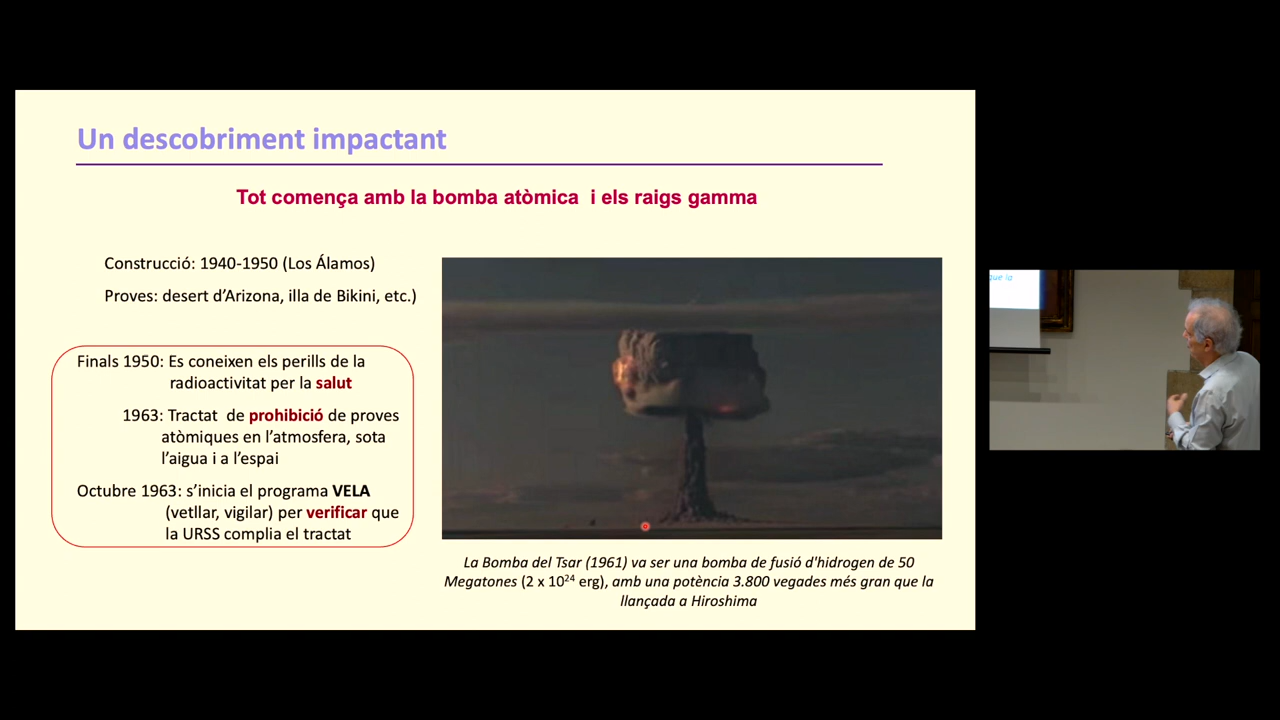 Un descobriment impactant
Tot comença amb la bomba atòmica i els raigs gamma
Construcció: 1940-1950 (Los Álamos)
Proves: desert d'Arizona, illa de Bikini, etc.)
Finals 1950: Es coneixen els perills de la
radioactivitat per la salut
1963: Tractat de prohibició de proves
atòmiques en l'atmosfera, sota
l'aigua i a l'espai
Octubre 1963: s'inicia el programa VELA
(vetllar, vigilar) per verificar que
la URSS complia el tractat
La Bomba del Tsar (1961) va ser una bomba de fusió d'hidrogen de 50
Megatones (2 x 10²⁴ erg), amb una potència 3.800 vegades més gran que la
llançada a Hiroshima
que la